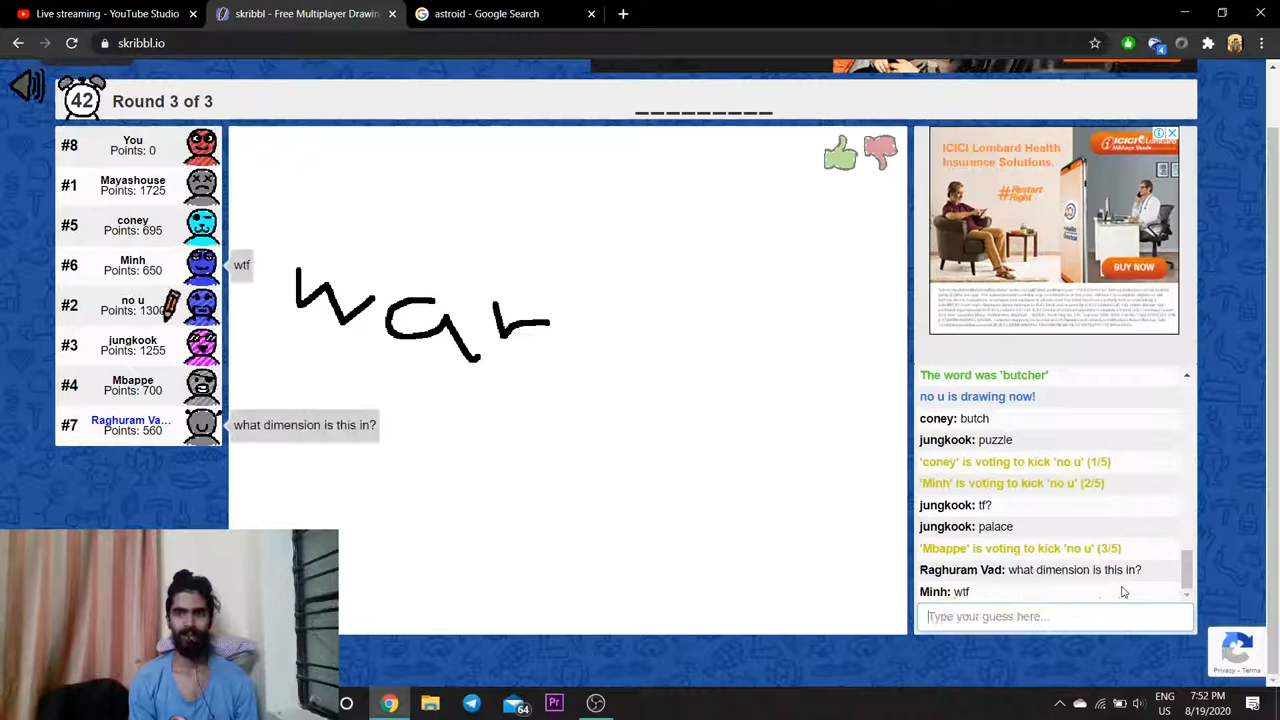 Live streaming - YouTube Studio
skribbl - Free Multiplayer Drawin
astroid - Google Search
skribbl.io
42
Round 3 of 3
_ _ _ _ _ _ _ _ _
#8 You
Points: 0
#1 Mayashouse
Points: 1725
#5 coney
Points: 695
#6 Minh
Points: 650
wtf
#2 no u
Points: 1300
#3 jungkook
Points: 1255
#4 Mbappe
Points: 700
#7 Raghuram Va...
Points: 560
what dimension is this in?
ICICI Lombard Health
Insurance Solutions.
#Restart
Right
BUY NOW
The word was 'butcher'
no u is drawing now!
coney: butch
jungkook: puzzle
'coney' is voting to kick 'no u' (1/5)
'Minh' is voting to kick 'no u' (2/5)
jungkook: tf?
jungkook: palace
'Mbappe' is voting to kick 'no u' (3/5)
Raghuram Vad: what dimension is this in?
Minh: wtf
Type your guess here...
Privacy - Terms
64
Pr
ENG
US
7:52 PM
8/19/2020